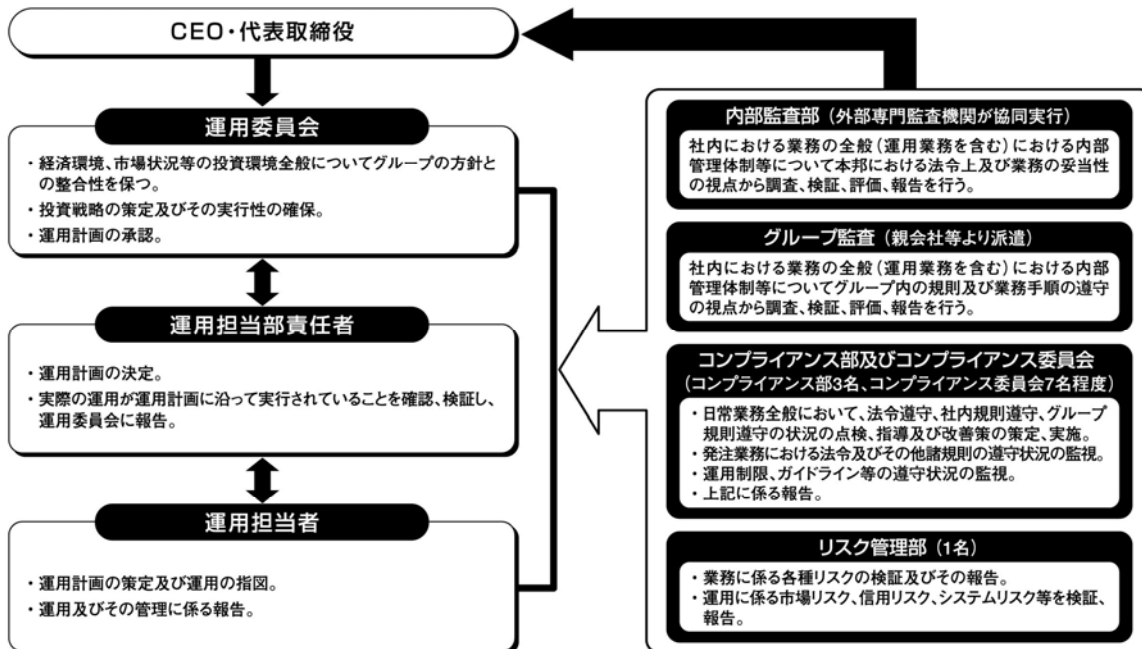 CEO・代表取締役
運用委員会
・経済環境、市場状況等の投資環境全般についてグループの方針と
の整合性を保つ。
・投資戦略の策定及びその実行性の確保。
・運用計画の承認。
運用担当部責任者
・運用計画の決定。
・実際の運用が運用計画に沿って実行されていることを確認、検証し、
運用委員会に報告。
運用担当者
・運用計画の策定及び運用の指図。
・運用及びその管理に係る報告。
内部監査部（外部専門監査機関が協同実行）
社内における業務の全般（運用業務を含む）における内部
管理体制等について本邦における法令上及び業務の妥当性
の視点から調査、検証、評価、報告を行う。
グループ監査（親会社等より派遣）
社内における業務の全般（運用業務を含む）における内部
管理体制等についてグループ内の規則及び業務手順の遵守
の視点から調査、検証、評価、報告を行う。
コンプライアンス部及びコンプライアンス委員会
（コンプライアンス部3名、コンプライアンス委員会7名程度）
・日常業務全般において、法令遵守、社内規則遵守、グループ
規則遵守の状況の点検、指導及び改善策の策定、実施。
・発注業務における法令及びその他諸規則の遵守状況の監視。
・運用制限、ガイドライン等の遵守状況の監視。
・上記に係る報告。
リスク管理部（1名）
・業務に係る各種リスクの検証及びその報告。
・運用に係る市場リスク、信用リスク、システムリスク等を検証、
報告。